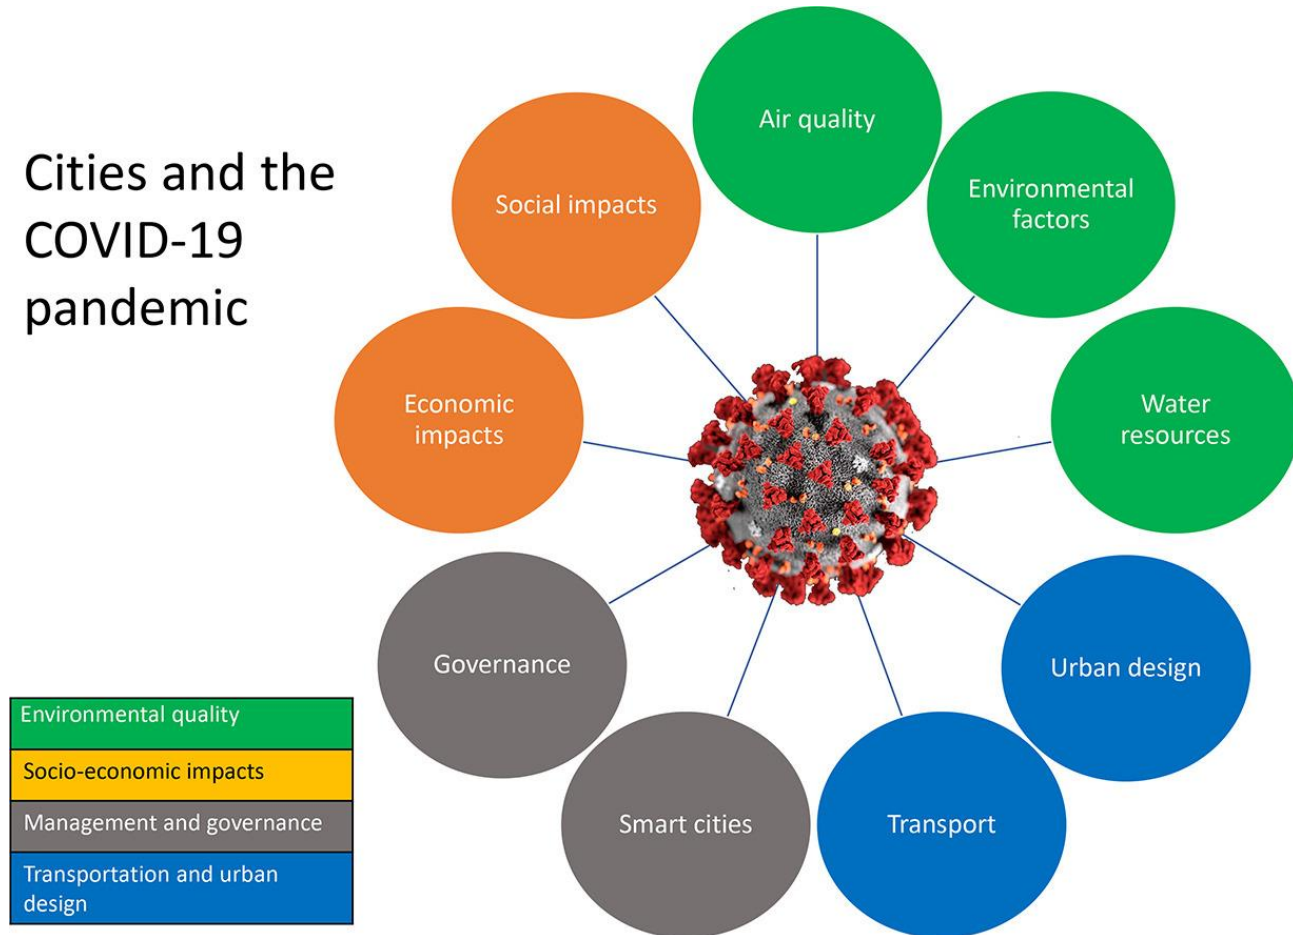 Cities and the
COVID-19
pandemic
Air quality
Environmental
factors
Water
resources
Urban design
Transport
Smart cities
Governance
Economic
impacts
Social impacts
Environmental quality
Socio-economic impacts
Management and governance
Transportation and urban
design